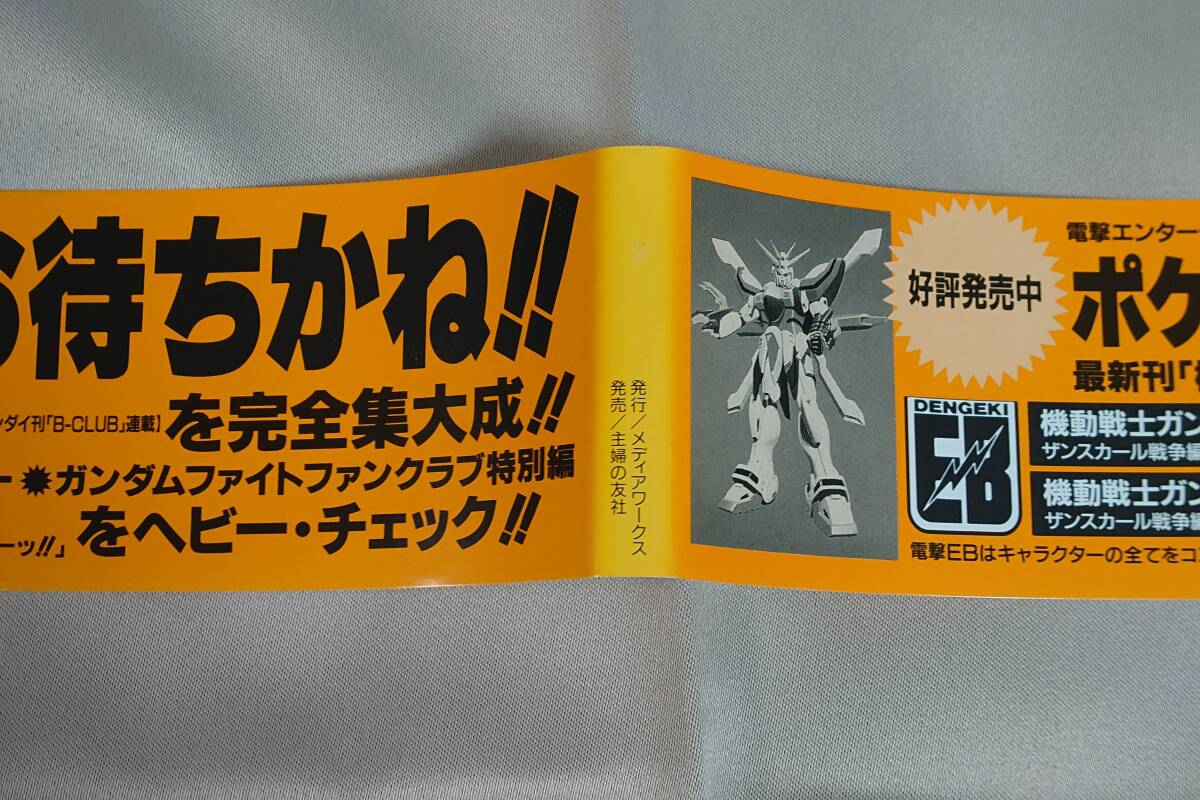 お待ちかね!!
ンダイ刊「B-CLUB」連載】を完全集大成!!
ー✹ガンダムファイトファンクラブ特別編
ーッ!!」をヘビー・チェック!!
発行/メディアワークス
発売/主婦の友社
好評発売中
電撃エンター
ポケ
最新刊「
DENGEKI
EB
機動戦士ガン
ザンスカール戦争編
機動戦士ガン
ザンスカール戦争編
電撃EBはキャラクターの全てをコ